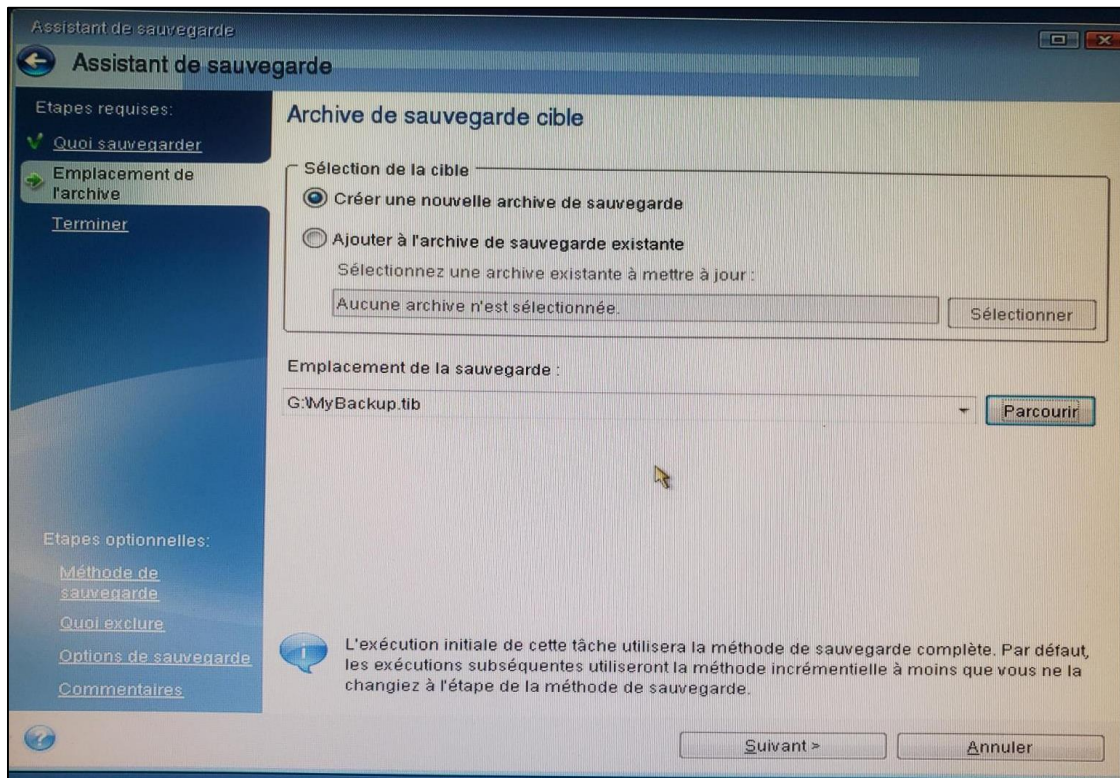 Assistant de sauvegarde
Assistant de sauvegarde
Etapes requises:
Quoi sauvegarder
Emplacement de
l'archive
Terminer
Archive de sauvegarde cible
Sélection de la cible
Créer une nouvelle archive de sauvegarde
Ajouter à l'archive de sauvegarde existante
Sélectionnez une archive existante à mettre à jour :
Aucune archive n'est sélectionnée.
Sélectionner
Emplacement de la sauvegarde :
G:\MyBackup.tib
Parcourir
Etapes optionnelles:
Méthode de
sauvegarde
Quoi exclure
Options de sauvegarde
Commentaires
L'exécution initiale de cette tâche utilisera la méthode de sauvegarde complète. Par défaut,
les exécutions subséquentes utiliseront la méthode incrémentielle à moins que vous ne la
changiez à l'étape de la méthode de sauvegarde.
Suivant >
Annuler